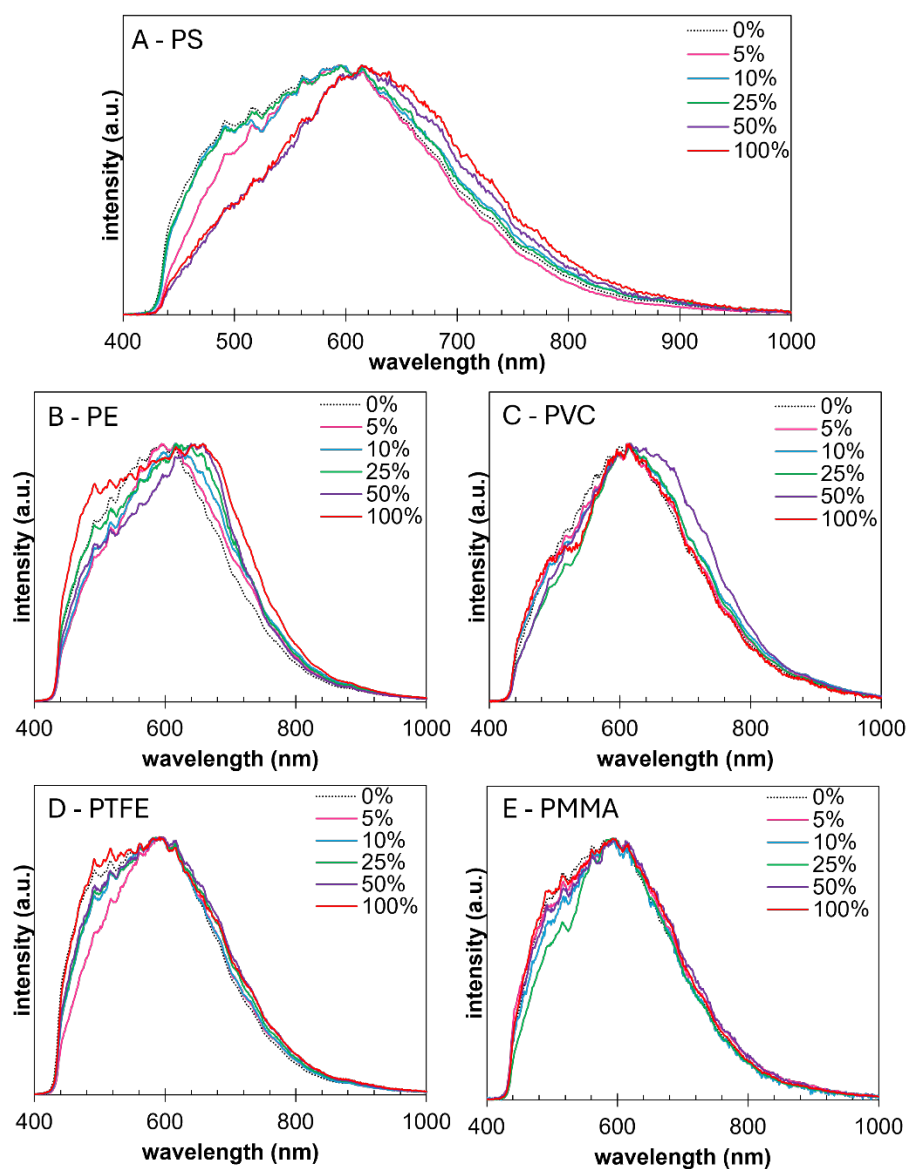 A - PS
0%
5%
10%
25%
50%
100%
intensity (a.u.)
400 500 600 700 800 900 1000
wavelength (nm)
B - PE
0%
5%
10%
25%
50%
100%
intensity (a.u.)
400 600 800 1000
wavelength (nm)
C - PVC
0%
5%
10%
25%
50%
100%
intensity (a.u.)
400 600 800 1000
wavelength (nm)
D - PTFE
0%
5%
10%
25%
50%
100%
intensity (a.u.)
400 600 800 1000
wavelength (nm)
E - PMMA
0%
5%
10%
25%
50%
100%
intensity (a.u.)
400 600 800 1000
wavelength (nm)